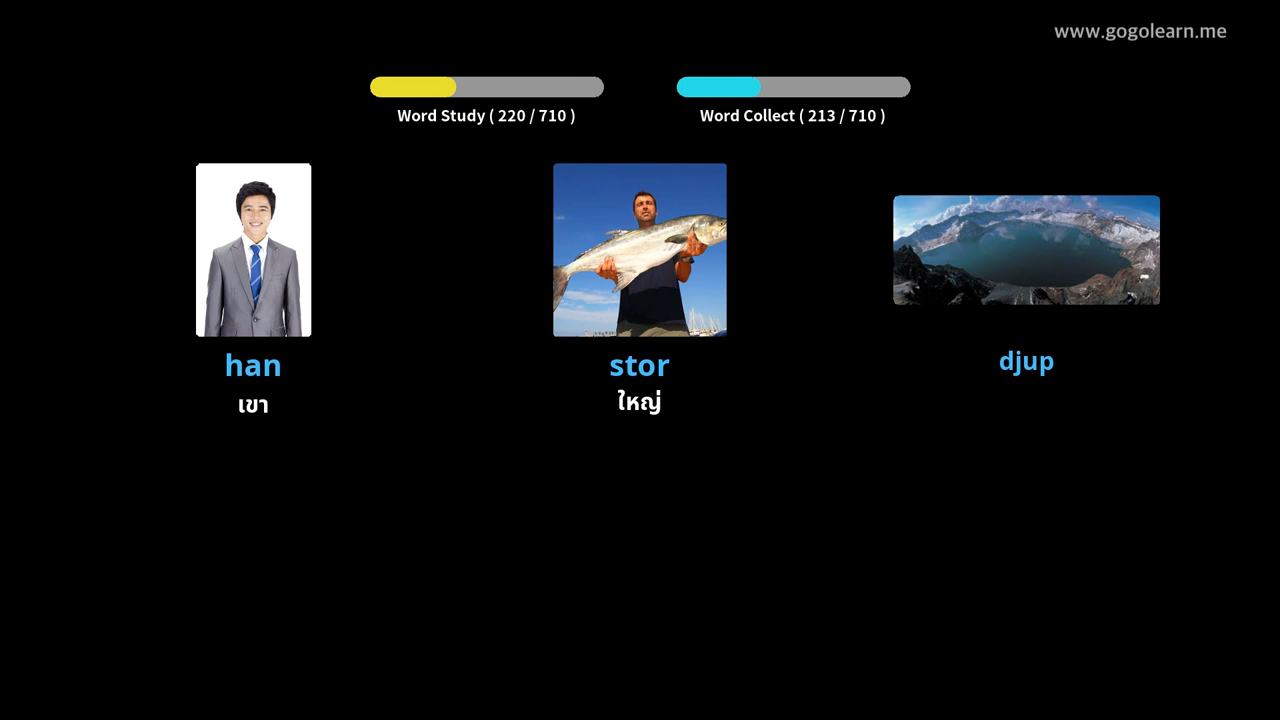 www.gogolearn.me
Word Study ( 220 / 710 )
Word Collect ( 213 / 710 )
han
เขา
stor
ใหญ่
djup